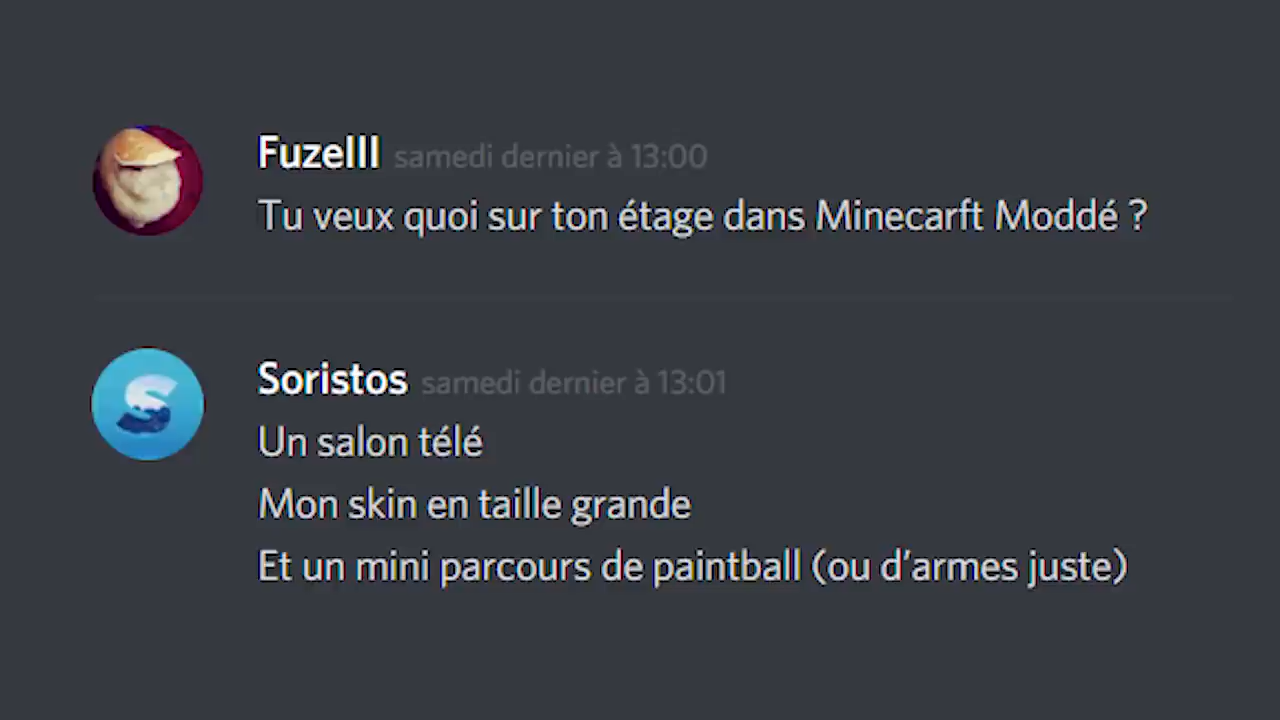 Fuzelll samedi dernier à 13:00
Tu veux quoi sur ton étage dans Minecarft Moddé ?
S
Soristos samedi dernier à 13:01
Un salon télé
Mon skin en taille grande
Et un mini parcours de paintball (ou d’armes juste)